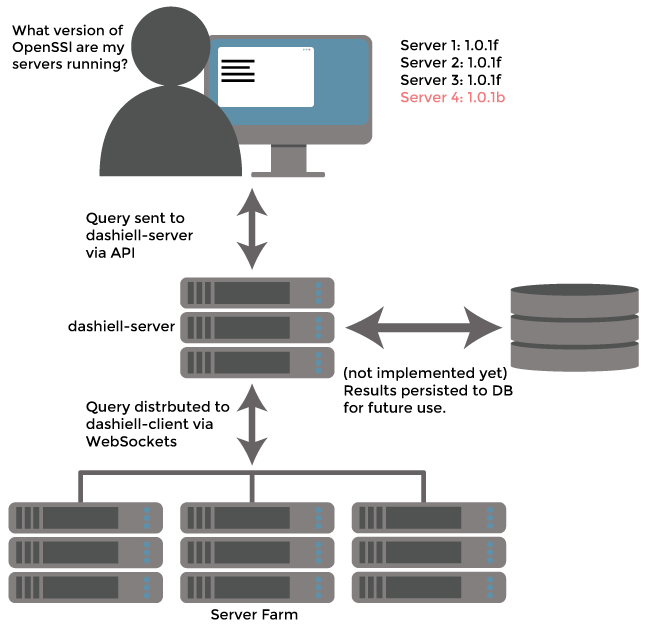 What version of
OpenSSl are my
servers running?
Server 1: 1.0.1f
Server 2: 1.0.1f
Server 3: 1.0.1f
Server 4: 1.0.1b
Query sent to
dashiell-server
via API
dashiell-server
(not implemented yet)
Results persisted to DB
for future use.
Query distrbuted to
dashiell-client via
WebSockets
Server Farm